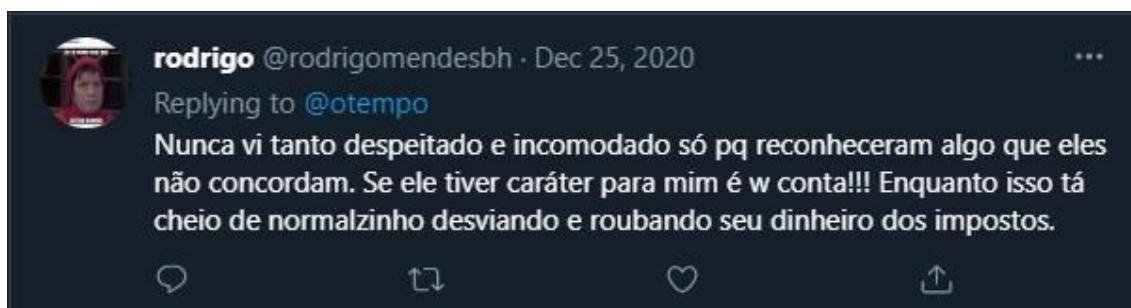 rodrigo @rodrigomendesbh · Dec 25, 2020
Replying to @otempo
Nunca vi tanto despeitado e incomodado só pq reconheceram algo que eles
não concordam. Se ele tiver caráter para mim é w conta!!! Enquanto isso tá
cheio de normalzinho desviando e roubando seu dinheiro dos impostos.